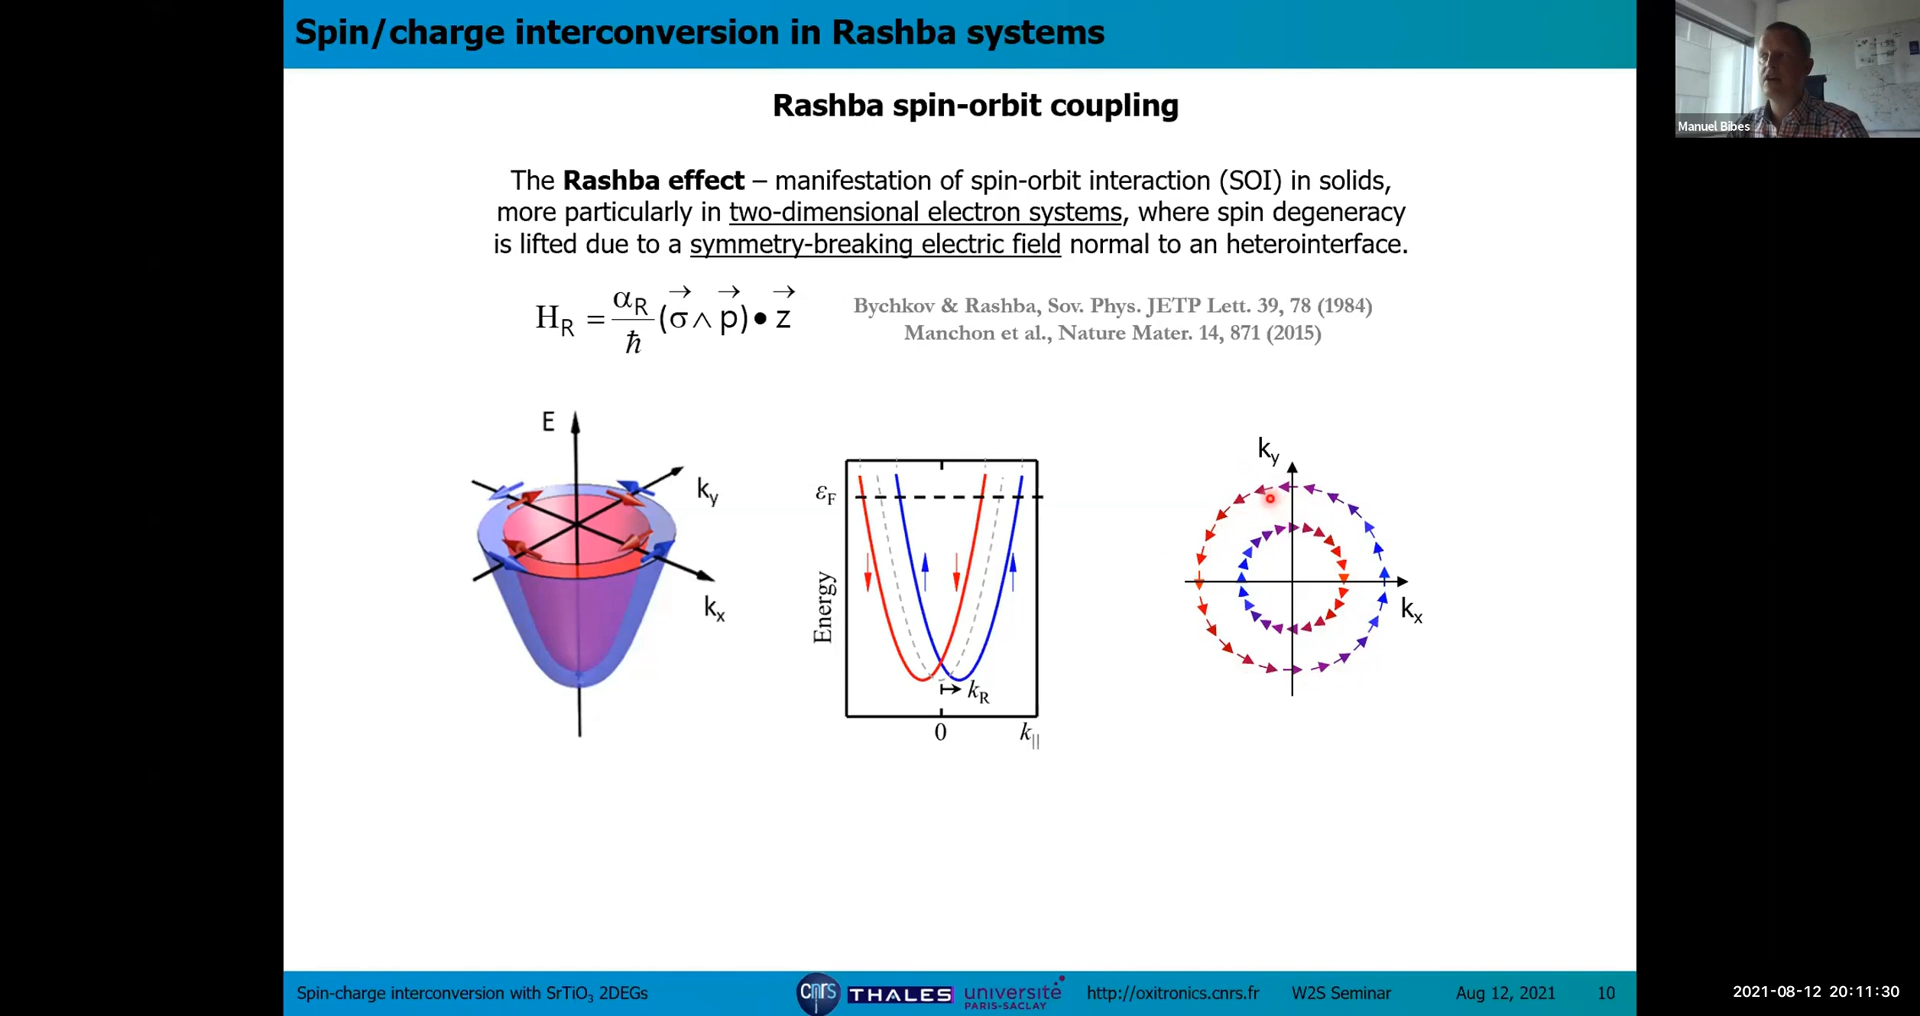 Spin/charge interconversion in Rashba systems
Manuel Bibes
Rashba spin-orbit coupling
The Rashba effect – manifestation of spin-orbit interaction (SOI) in solids,
more particularly in two-dimensional electron systems, where spin degeneracy
is lifted due to a symmetry-breaking electric field normal to an heterointerface.
H_R = α_R/ħ (σ⃗ ∧ p⃗) • z⃗
Bychkov & Rashba, Sov. Phys. JETP Lett. 39, 78 (1984)
Manchon et al., Nature Mater. 14, 871 (2015)
E
k_y
k_x
ε_F
Energy
k_R
0
k_||
k_y
k_x
Spin-charge interconversion with SrTiO₃ 2DEGs
cnrs
THALES
université
PARIS-SACLAY
http://oxitronics.cnrs.fr
W2S Seminar
Aug 12, 2021
10
2021-08-12 20:11:30